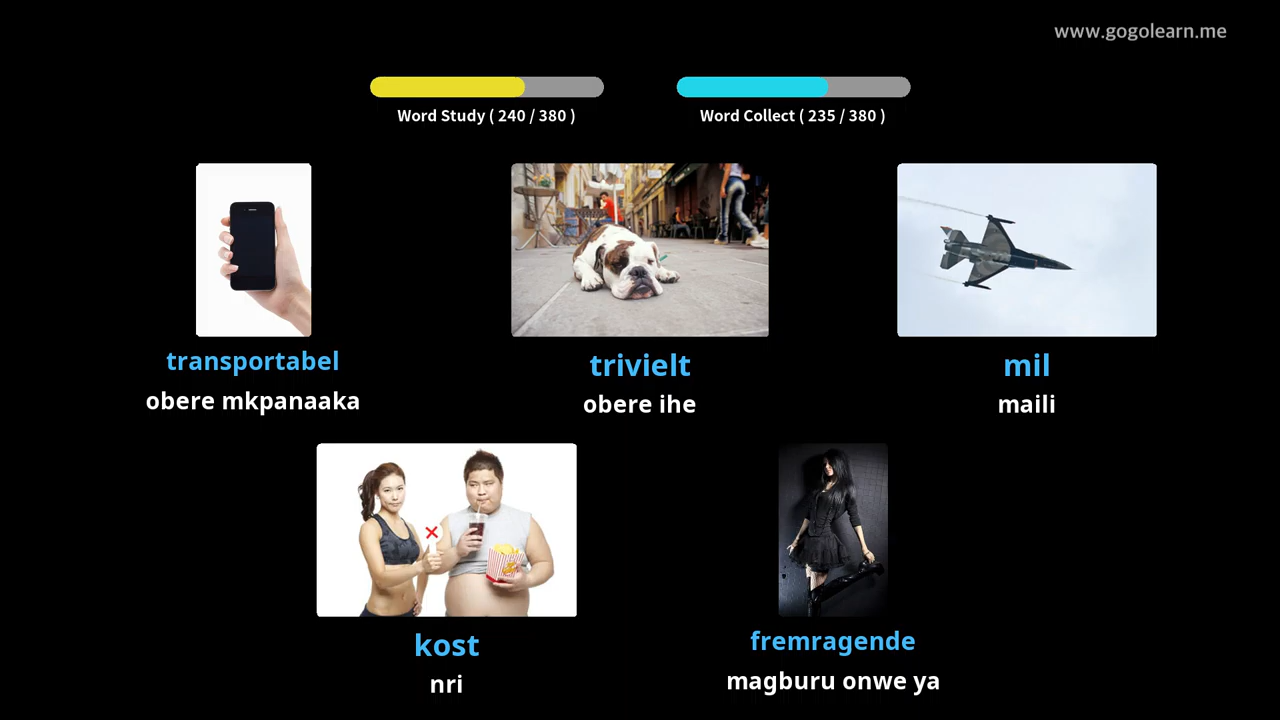 www.gogolearn.me
Word Study ( 240 / 380 )
Word Collect ( 235 / 380 )
transportabel
obere mkpanaaka
trivielt
obere ihe
mil
maili
kost
nri
fremragende
magburu onwe ya